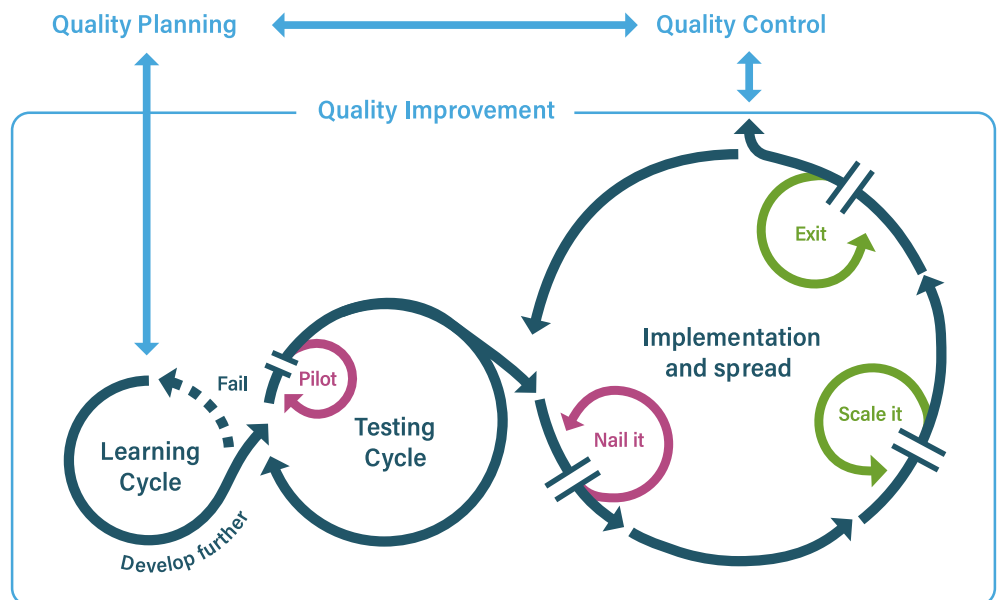 Quality Planning
Quality Control
Quality Improvement
Exit
Implementation
and spread
Fail
Pilot
Testing
Cycle
Nail it
Scale it
Learning
Cycle
Develop further